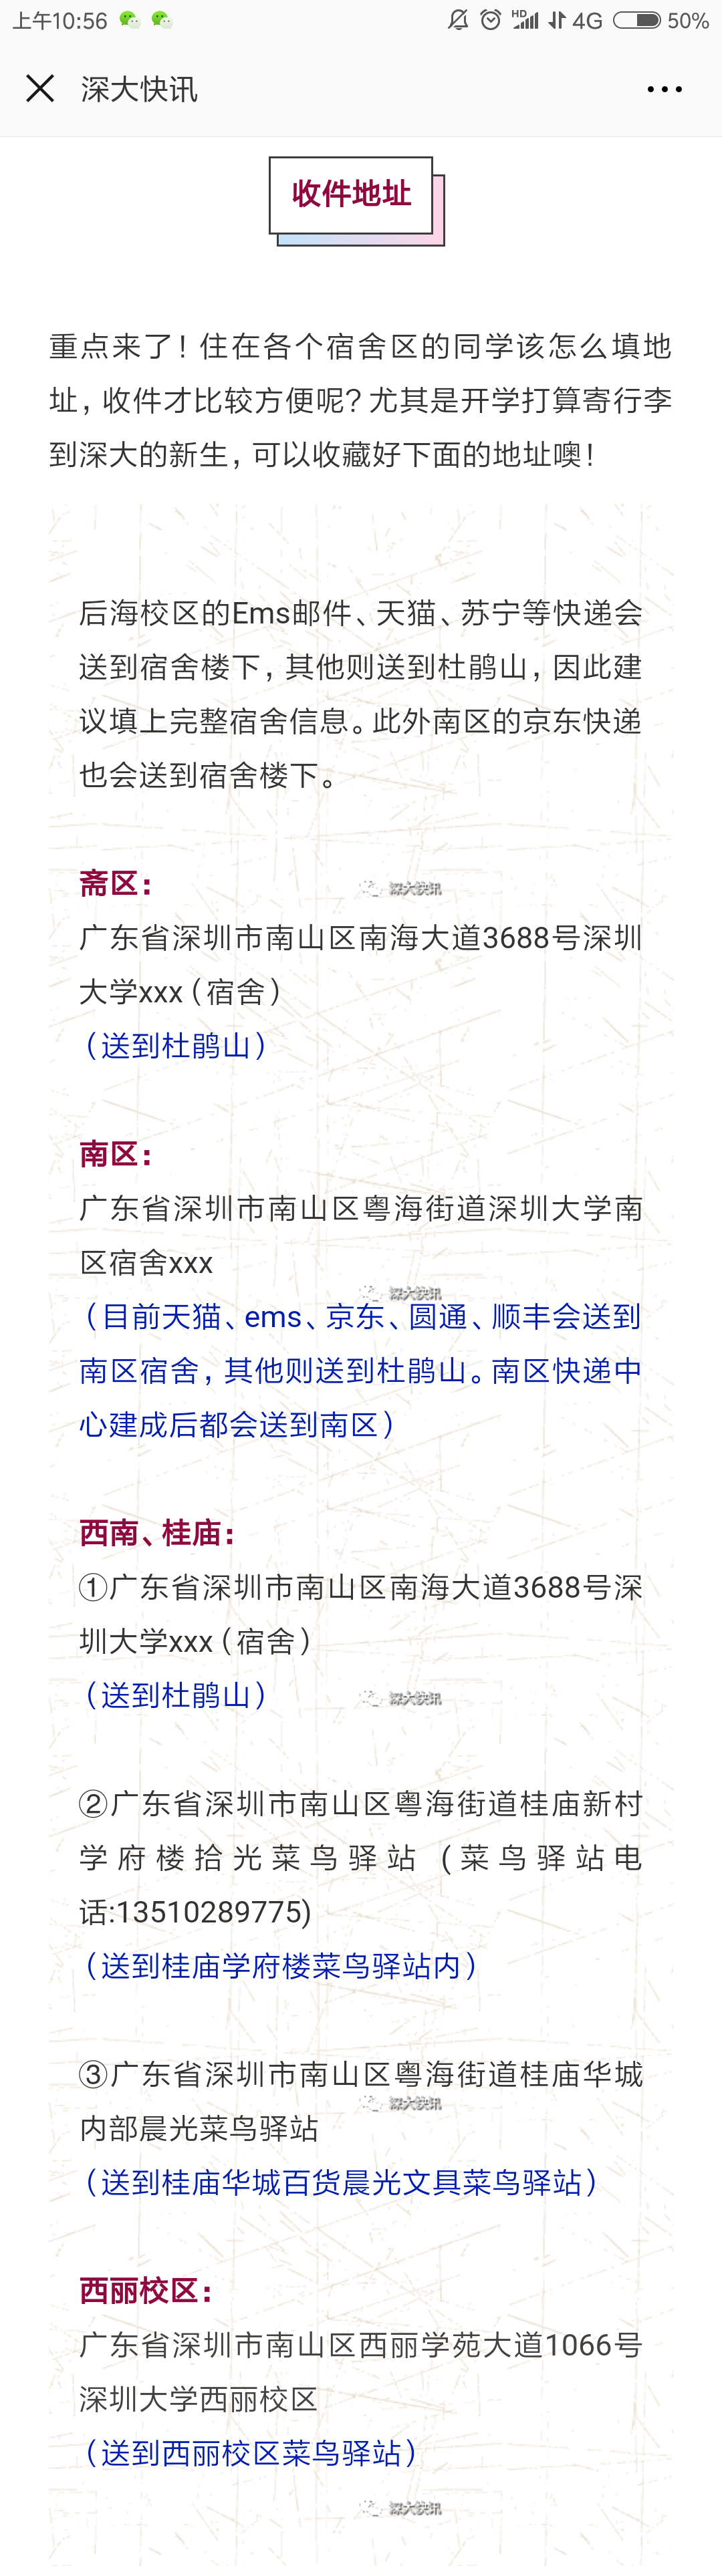 上午10:56
HD 4G 50%
深大快讯
收件地址
重点来了！住在各个宿舍区的同学该怎么填地
址，收件才比较方便呢？尤其是开学打算寄行李
到深大的新生，可以收藏好下面的地址噢！
后海校区的Ems邮件、天猫、苏宁等快递会
送到宿舍楼下，其他则送到杜鹃山，因此建
议填上完整宿舍信息。此外南区的京东快递
也会送到宿舍楼下。
斋区：
深大快讯
广东省深圳市南山区南海大道3688号深圳
大学xxx（宿舍）
（送到杜鹃山）
南区：
广东省深圳市南山区粤海街道深圳大学南
区宿舍xxx
深大快讯
（目前天猫、ems、京东、圆通、顺丰会送到
南区宿舍，其他则送到杜鹃山。南区快递中
心建成后都会送到南区）
西南、桂庙：
①广东省深圳市南山区南海大道3688号深
圳大学xxx（宿舍）
（送到杜鹃山）
深大快讯
②广东省深圳市南山区粤海街道桂庙新村
学府楼拾光菜鸟驿站 (菜鸟驿站电
话:13510289775)
（送到桂庙学府楼菜鸟驿站内）
③广东省深圳市南山区粤海街道桂庙华城
深大快讯
内部晨光菜鸟驿站
（送到桂庙华城百货晨光文具菜鸟驿站）
西丽校区：
广东省深圳市南山区西丽学苑大道1066号
深圳大学西丽校区
（送到西丽校区菜鸟驿站）
深大快讯